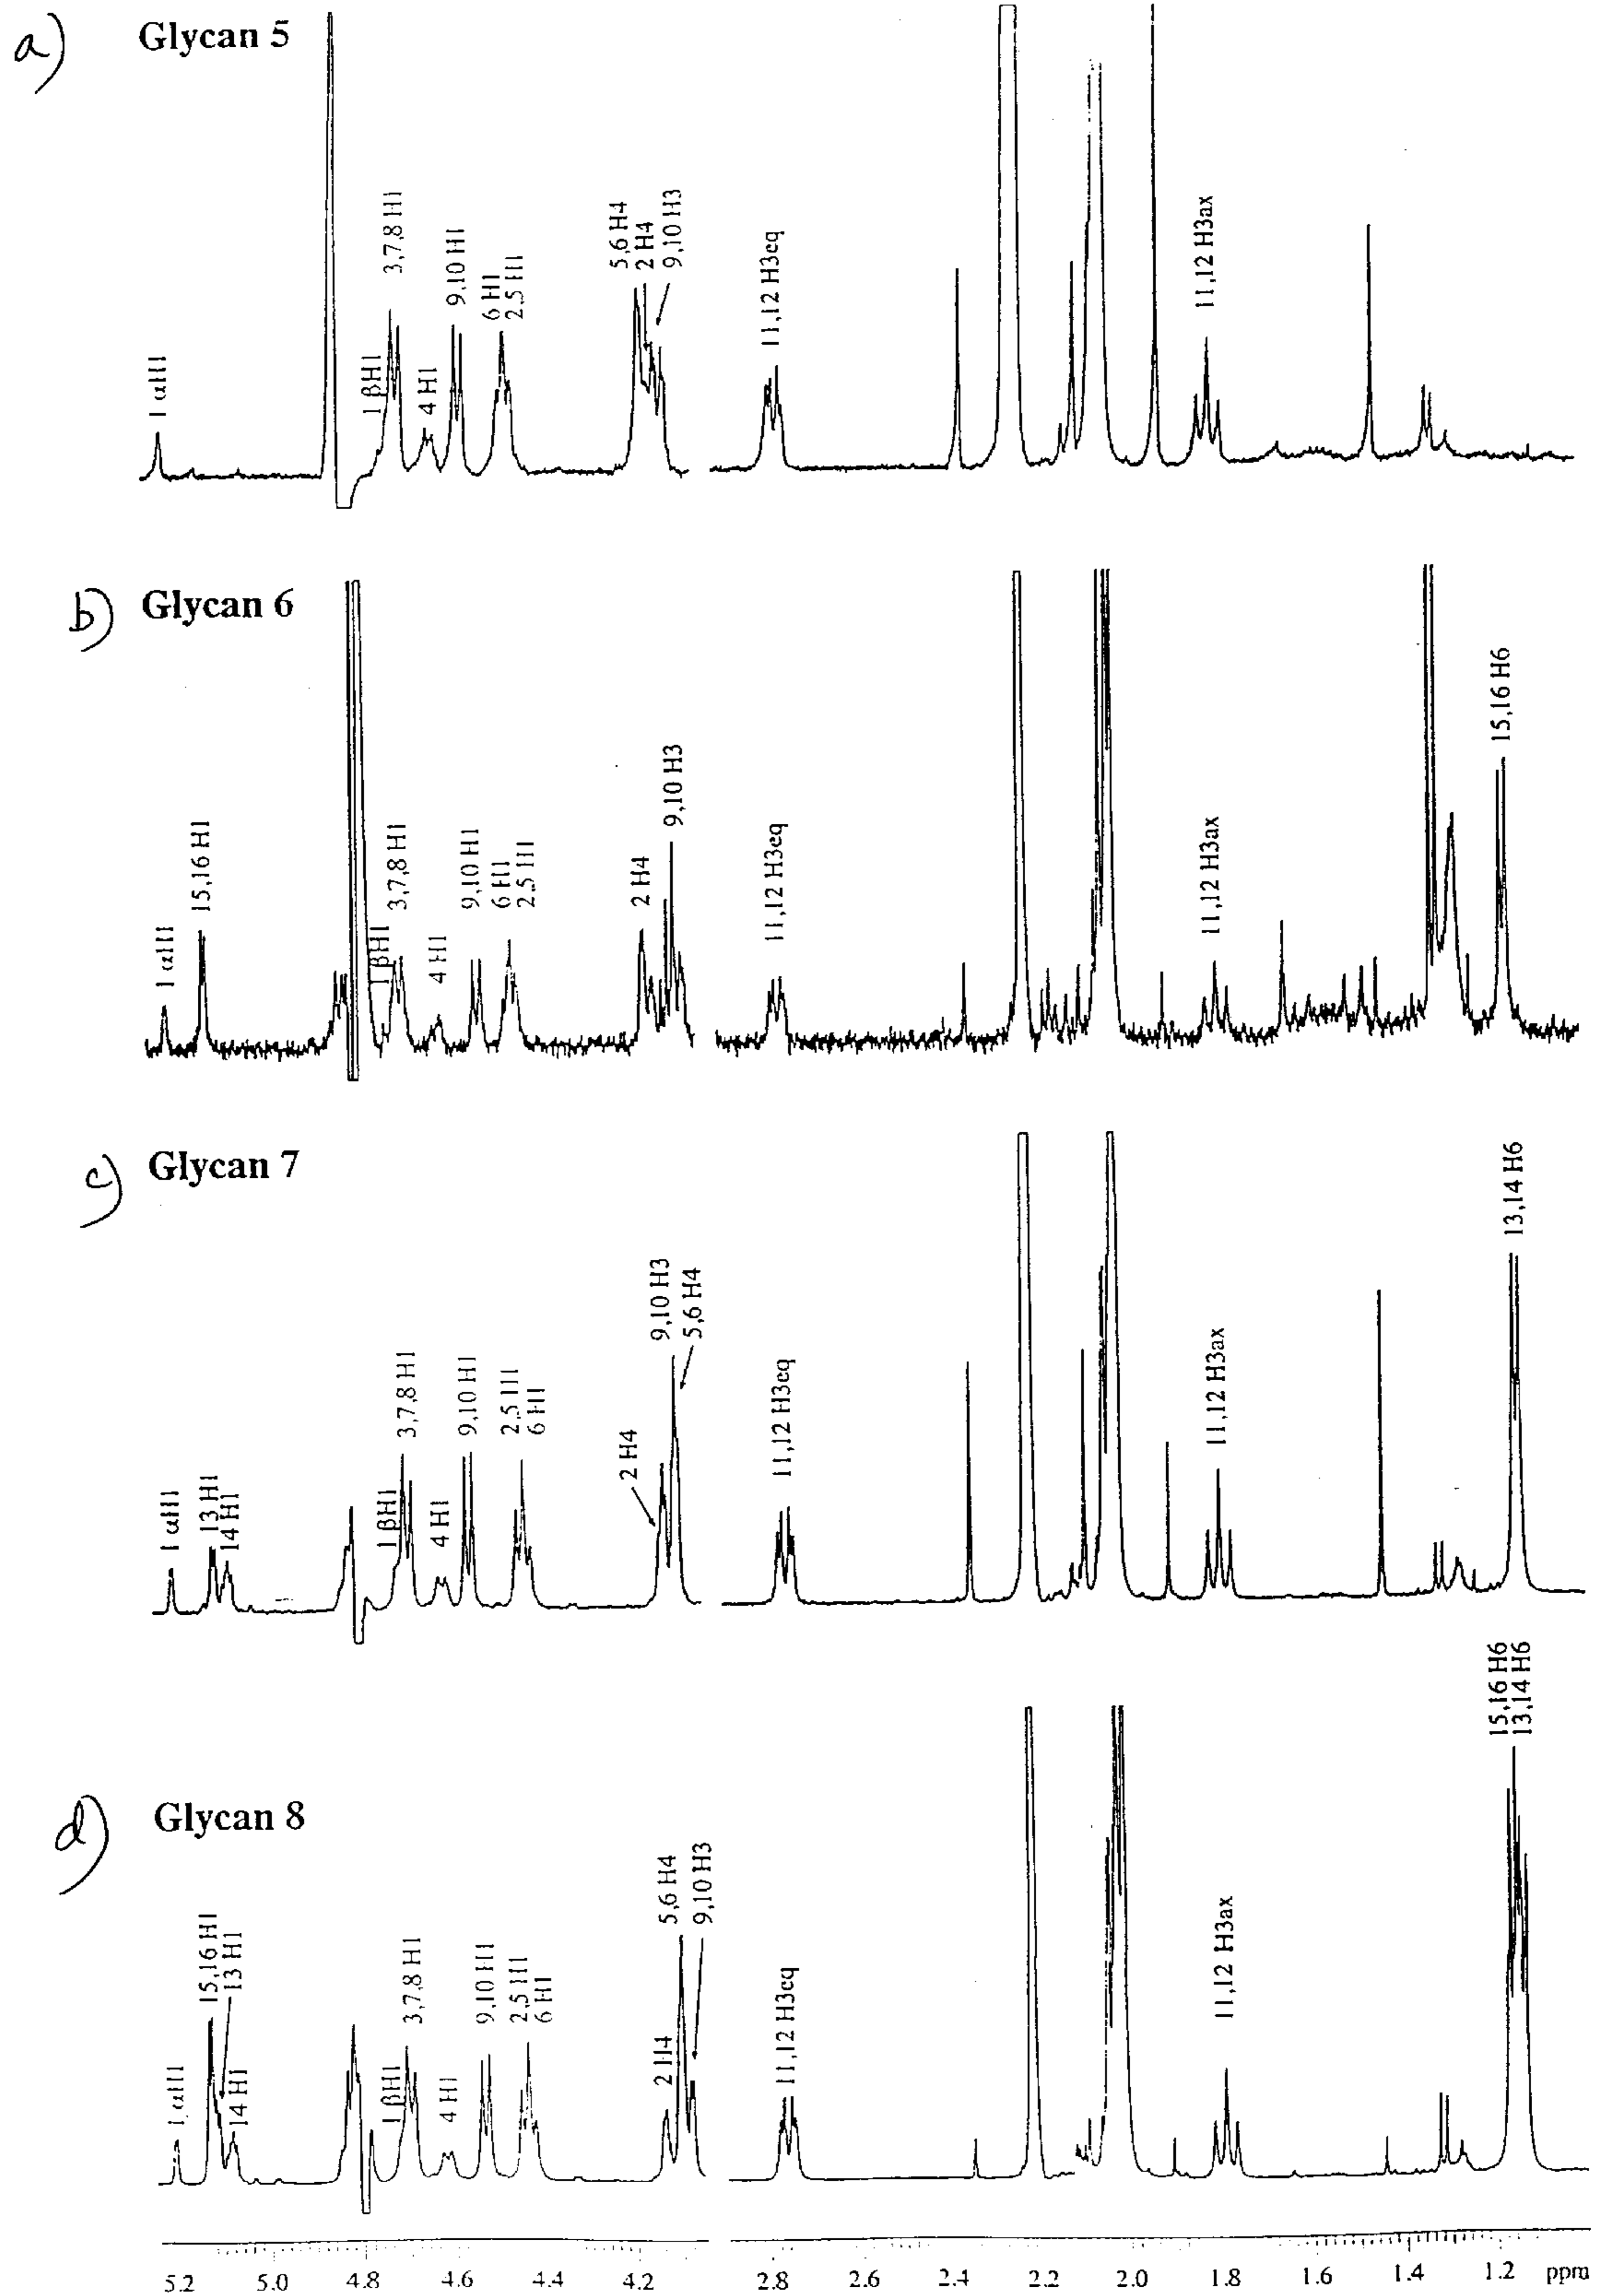 a) Glycan 5
1 αH1
1 βH1
3,7,8 H1
4 H1
9,10 H1
6 H1
2,5 H1
5,6 H4
2 H4
9,10 H3
11,12 H3eq
11,12 H3ax
b) Glycan 6
1 αH1
15,16 H1
1 βH1
3,7,8 H1
4 H1
9,10 H1
6 H1
2,5 H1
2 H4
9,10 H3
11,12 H3eq
11,12 H3ax
15,16 H6
c) Glycan 7
1 αH1
13 H1
14 H1
1 βH1
3,7,8 H1
4 H1
9,10 H1
2,5 H1
6 H1
2 H4
9,10 H3
5,6 H4
11,12 H3eq
11,12 H3ax
13,14 H6
d) Glycan 8
1 αH1
15,16 H1
13 H1
14 H1
1 βH1
3,7,8 H1
4 H1
9,10 H1
2,5 H1
6 H1
2 H4
5,6 H4
9,10 H3
11,12 H3eq
11,12 H3ax
15,16 H6
13,14 H6
5.2 5.0 4.8 4.6 4.4 4.2 2.8 2.6 2.4 2.2 2.0 1.8 1.6 1.4 1.2 ppm